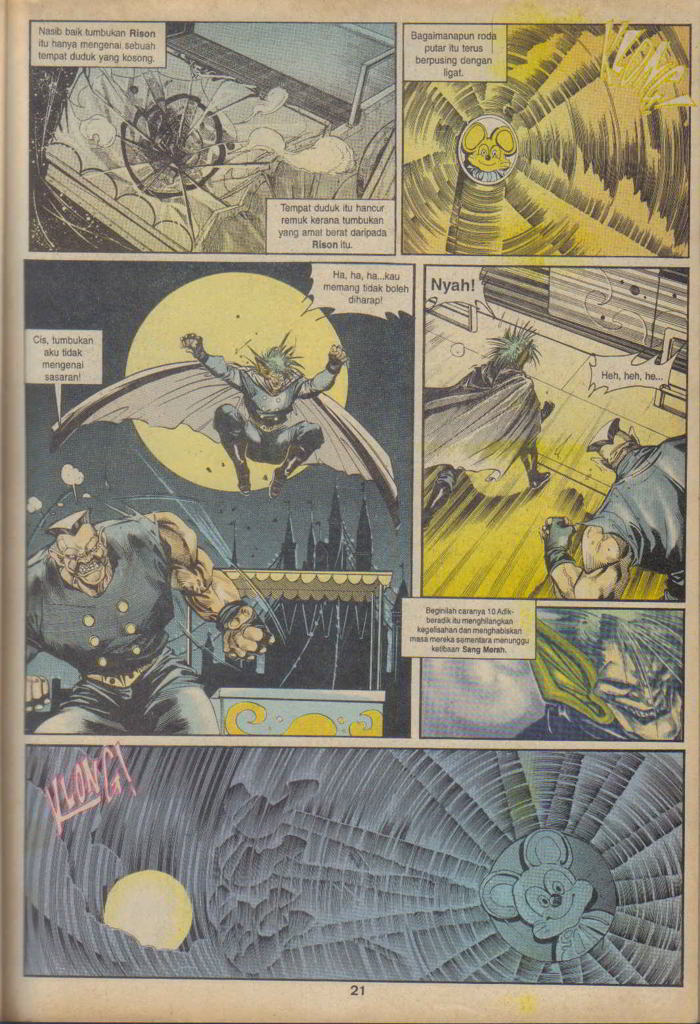 Nasib baik tumbukan Rison
itu hanya mengenai sebuah
tempat duduk yang kosong.
Tempat duduk itu hancur
remuk kerana tumbukan
yang amat berat daripada
Rison itu.
Bagaimanapun roda
putar itu terus
berpusing dengan
ligat.
KLONG!
Ha, ha, ha...kau
memang tidak boleh
diharap!
Cis, tumbukan
aku tidak
mengenai
sasaran!
Nyah!
Heh, heh, he...
Beginilah caranya 10 Adik-
beradik itu menghilangkan
kegelisahan dan menghabiskan
masa mereka sementara menunggu
ketibaan Sang Merah.
KLONG!
21